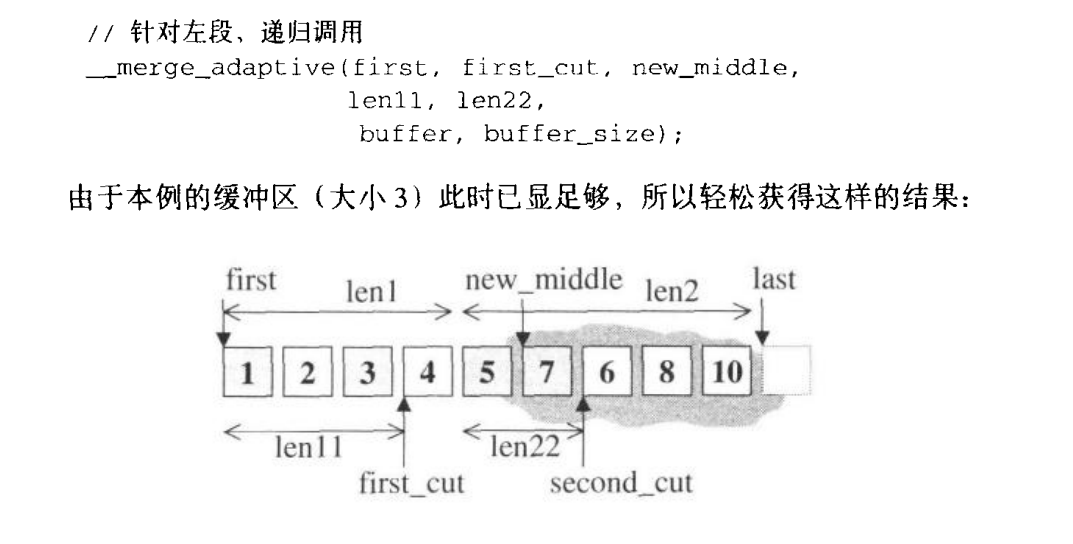 // 针对左段、递归调用
__merge_adaptive(first, first_cut, new_middle,
len11, len22,
buffer, buffer_size);
由于本例的缓冲区（大小 3）此时已显足够，所以轻松获得这样的结果：
first len1 new_middle len2 last
1 2 3 4 5 7 6 8 10
len11 len22
first_cut second_cut